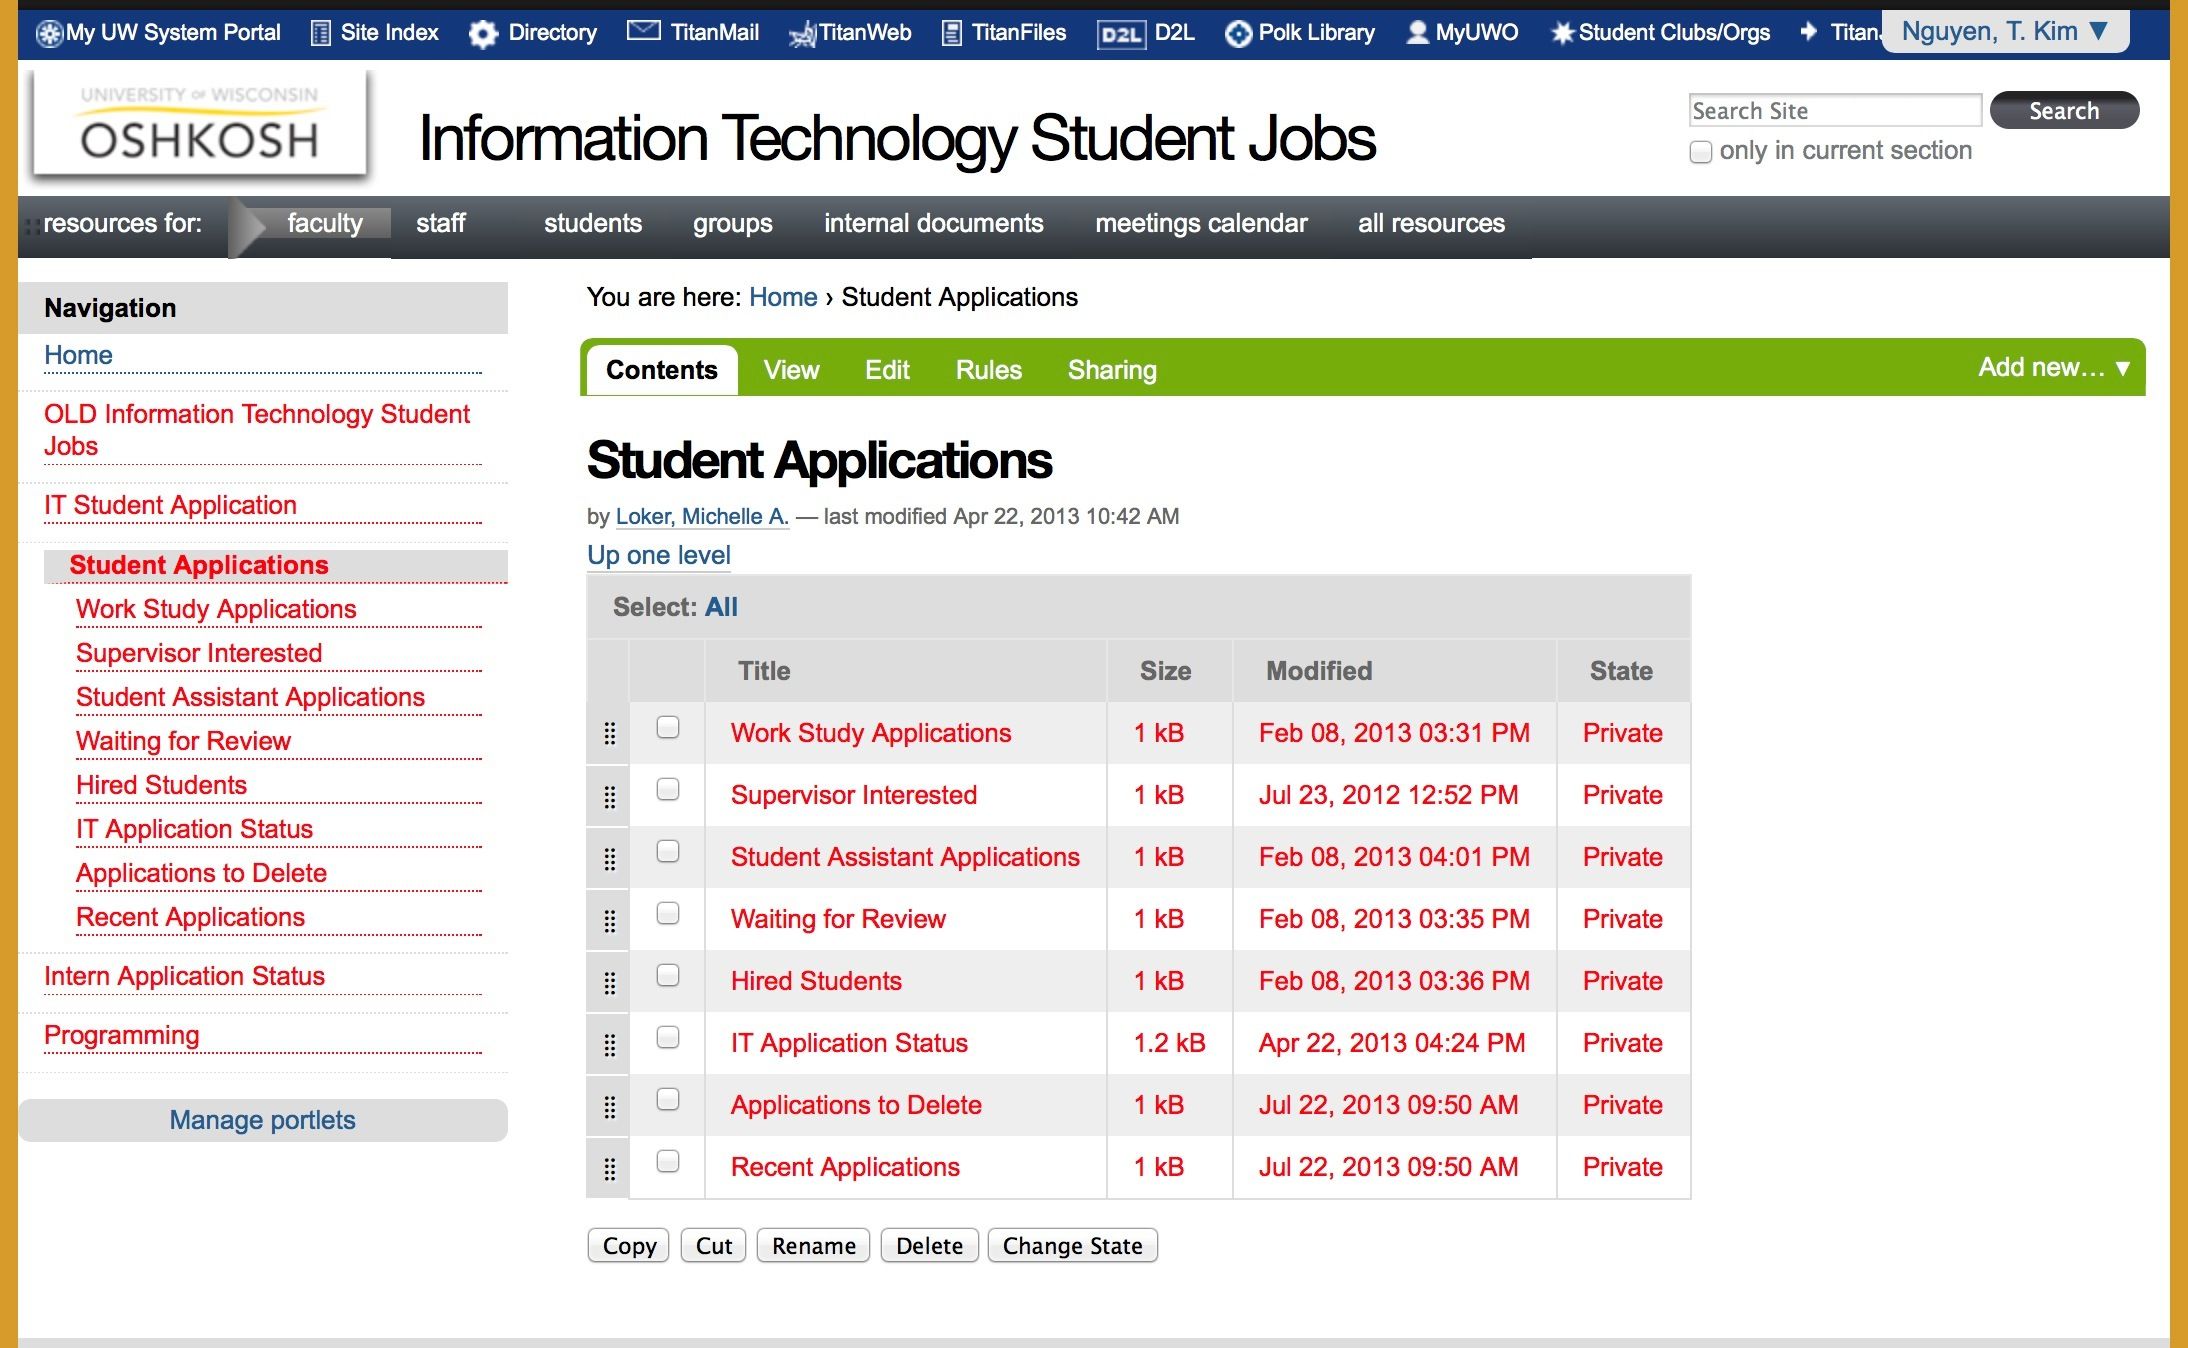 My UW System Portal Site Index Directory TitanMail TitanWeb TitanFiles D2L D2L Polk Library MyUWO Student Clubs/Orgs Titan Nguyen, T. Kim ▼
UNIVERSITY OF WISCONSIN
OSHKOSH
Information Technology Student Jobs
Search Site Search
only in current section
resources for: faculty staff students groups internal documents meetings calendar all resources
Navigation
Home
OLD Information Technology Student
Jobs
IT Student Application
Student Applications
Work Study Applications
Supervisor Interested
Student Assistant Applications
Waiting for Review
Hired Students
IT Application Status
Applications to Delete
Recent Applications
Intern Application Status
Programming
Manage portlets
You are here: Home › Student Applications
Contents View Edit Rules Sharing Add new… ▼
Student Applications
by Loker, Michelle A. — last modified Apr 22, 2013 10:42 AM
Up one level
Select: All
Title Size Modified State
Work Study Applications 1 kB Feb 08, 2013 03:31 PM Private
Supervisor Interested 1 kB Jul 23, 2012 12:52 PM Private
Student Assistant Applications 1 kB Feb 08, 2013 04:01 PM Private
Waiting for Review 1 kB Feb 08, 2013 03:35 PM Private
Hired Students 1 kB Feb 08, 2013 03:36 PM Private
IT Application Status 1.2 kB Apr 22, 2013 04:24 PM Private
Applications to Delete 1 kB Jul 22, 2013 09:50 AM Private
Recent Applications 1 kB Jul 22, 2013 09:50 AM Private
Copy Cut Rename Delete Change State